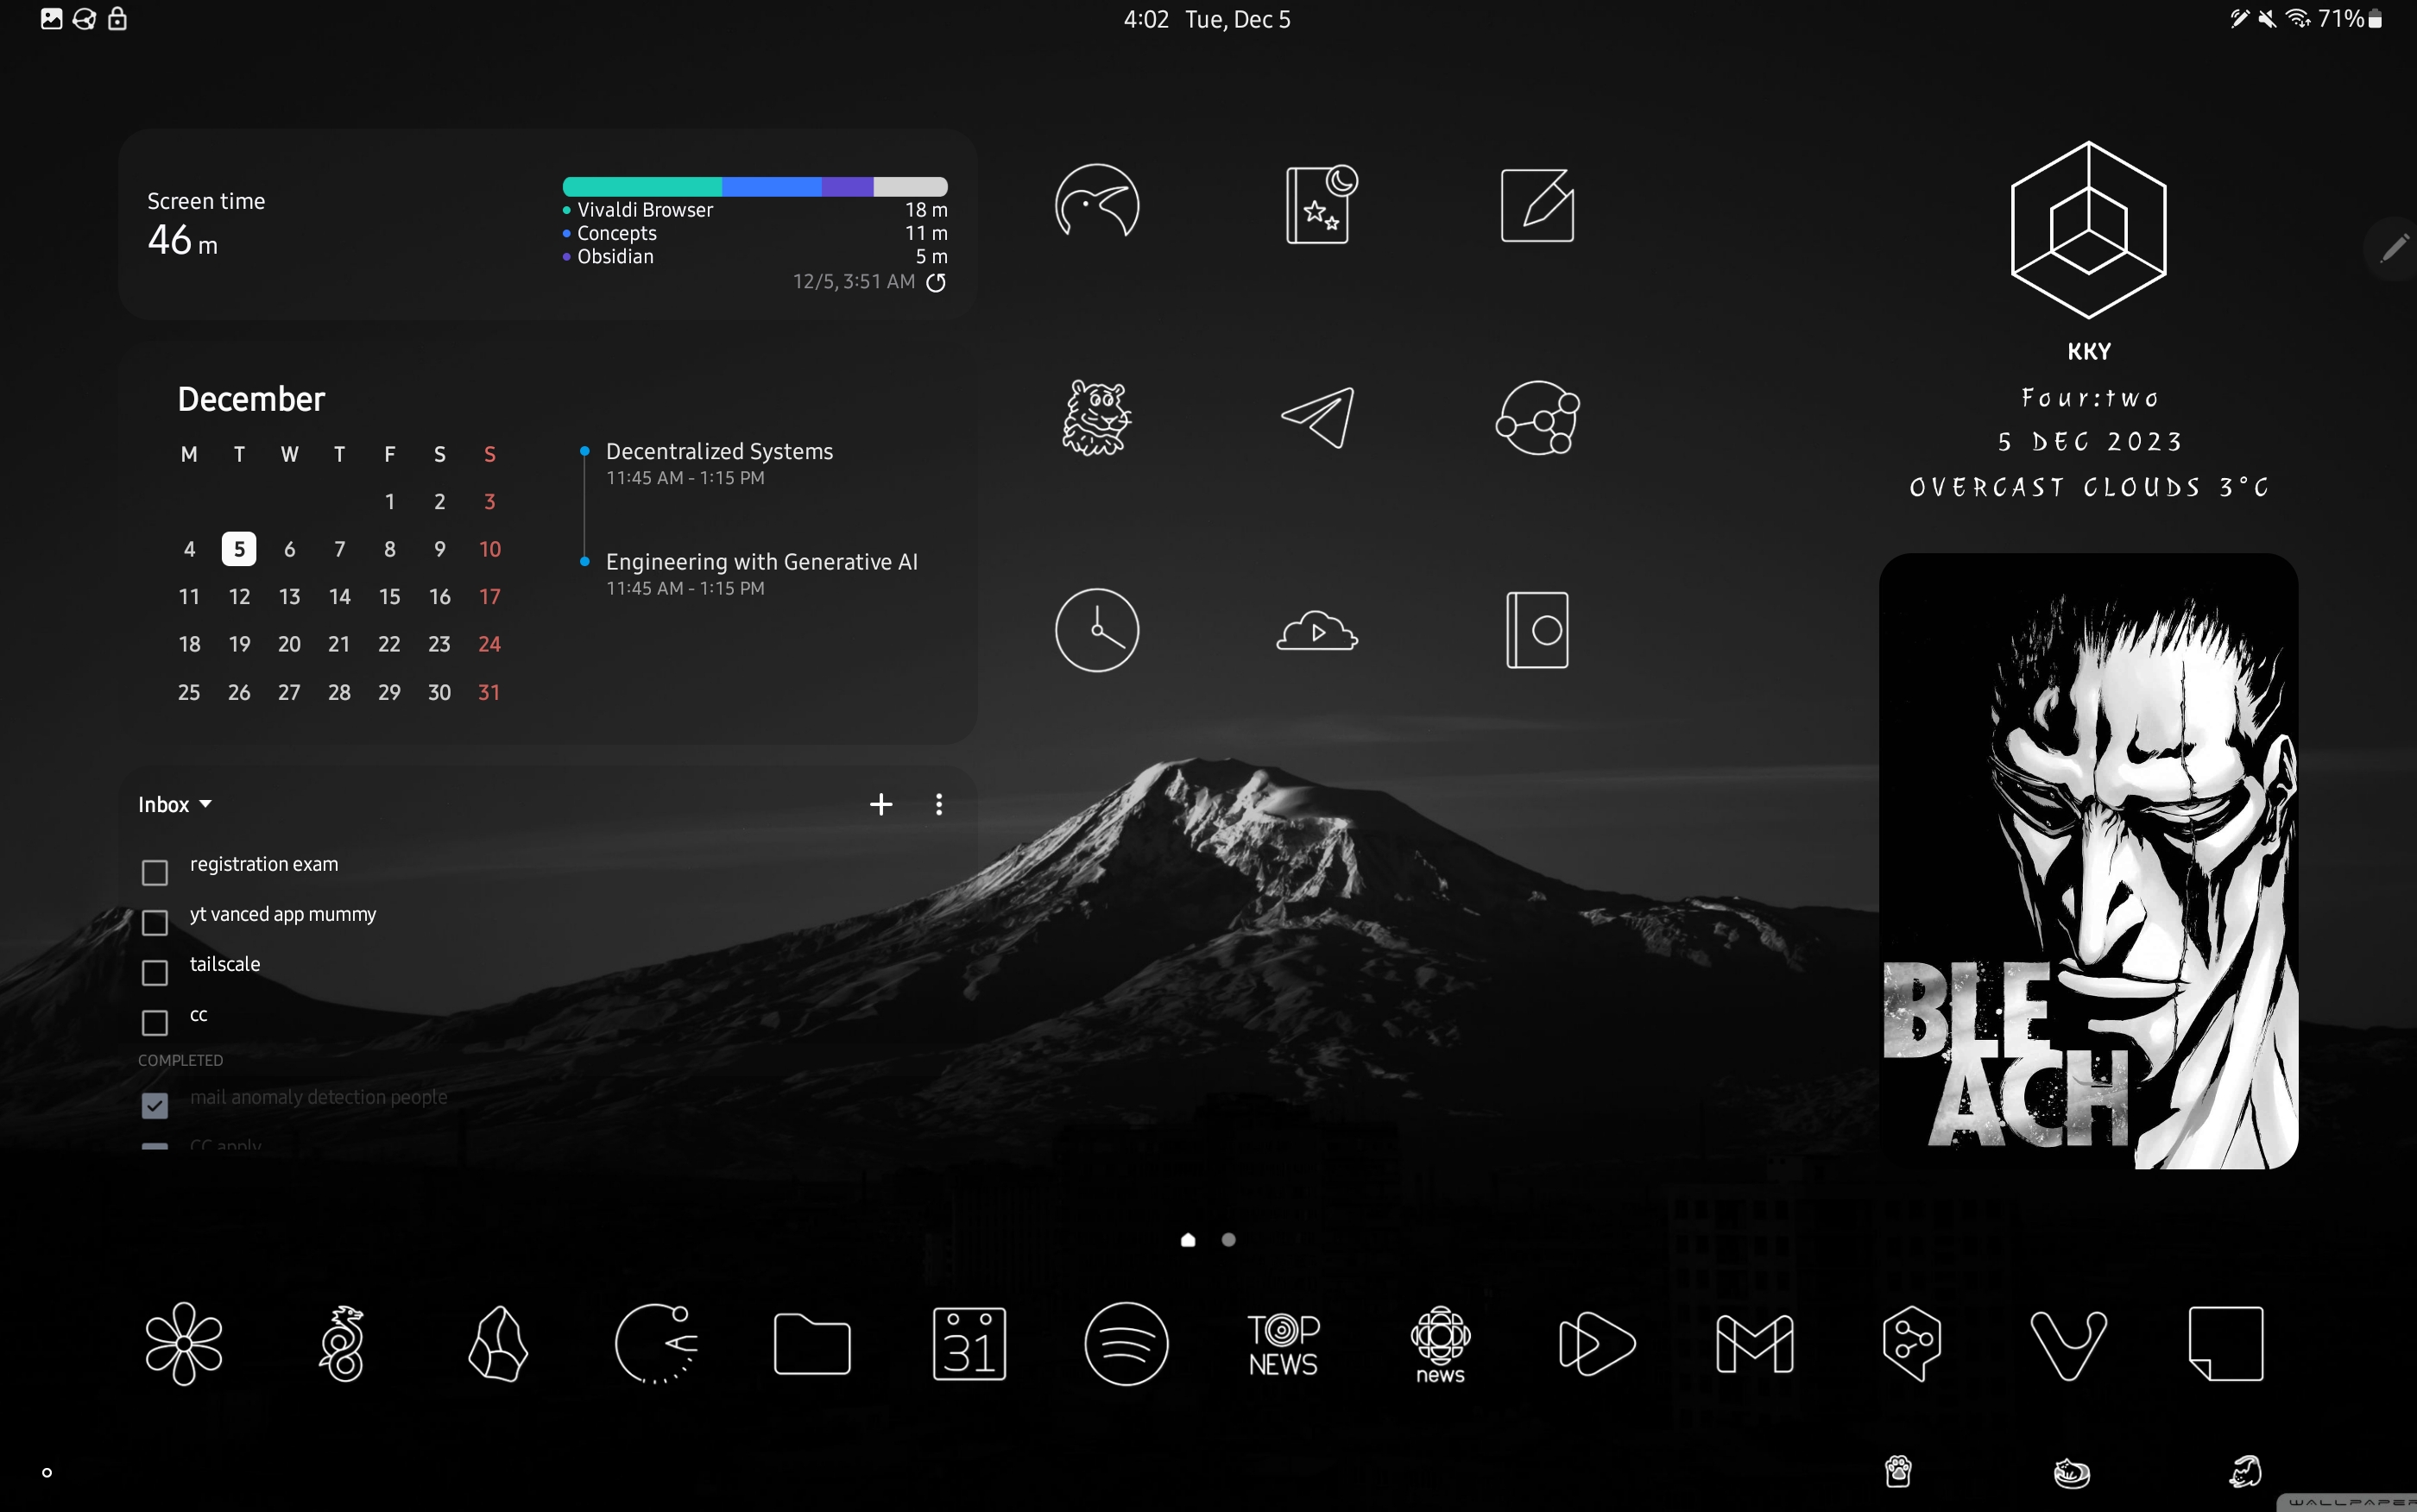 4:02 Tue, Dec 5
71%
Screen time
46 m
Vivaldi Browser 18 m
Concepts 11 m
Obsidian 5 m
12/5, 3:51 AM
December
M T W T F S S
1 2 3
4 5 6 7 8 9 10
11 12 13 14 15 16 17
18 19 20 21 22 23 24
25 26 27 28 29 30 31
Decentralized Systems
11:45 AM - 1:15 PM
Engineering with Generative AI
11:45 AM - 1:15 PM
Inbox
registration exam
yt vanced app mummy
tailscale
cc
COMPLETED
mail anomaly detection people
CC apply
KKY
Four:two
5 DEC 2023
OVERCAST CLOUDS 3°C
BLE
ACH
31
TOP
NEWS
news
WALLPAPER